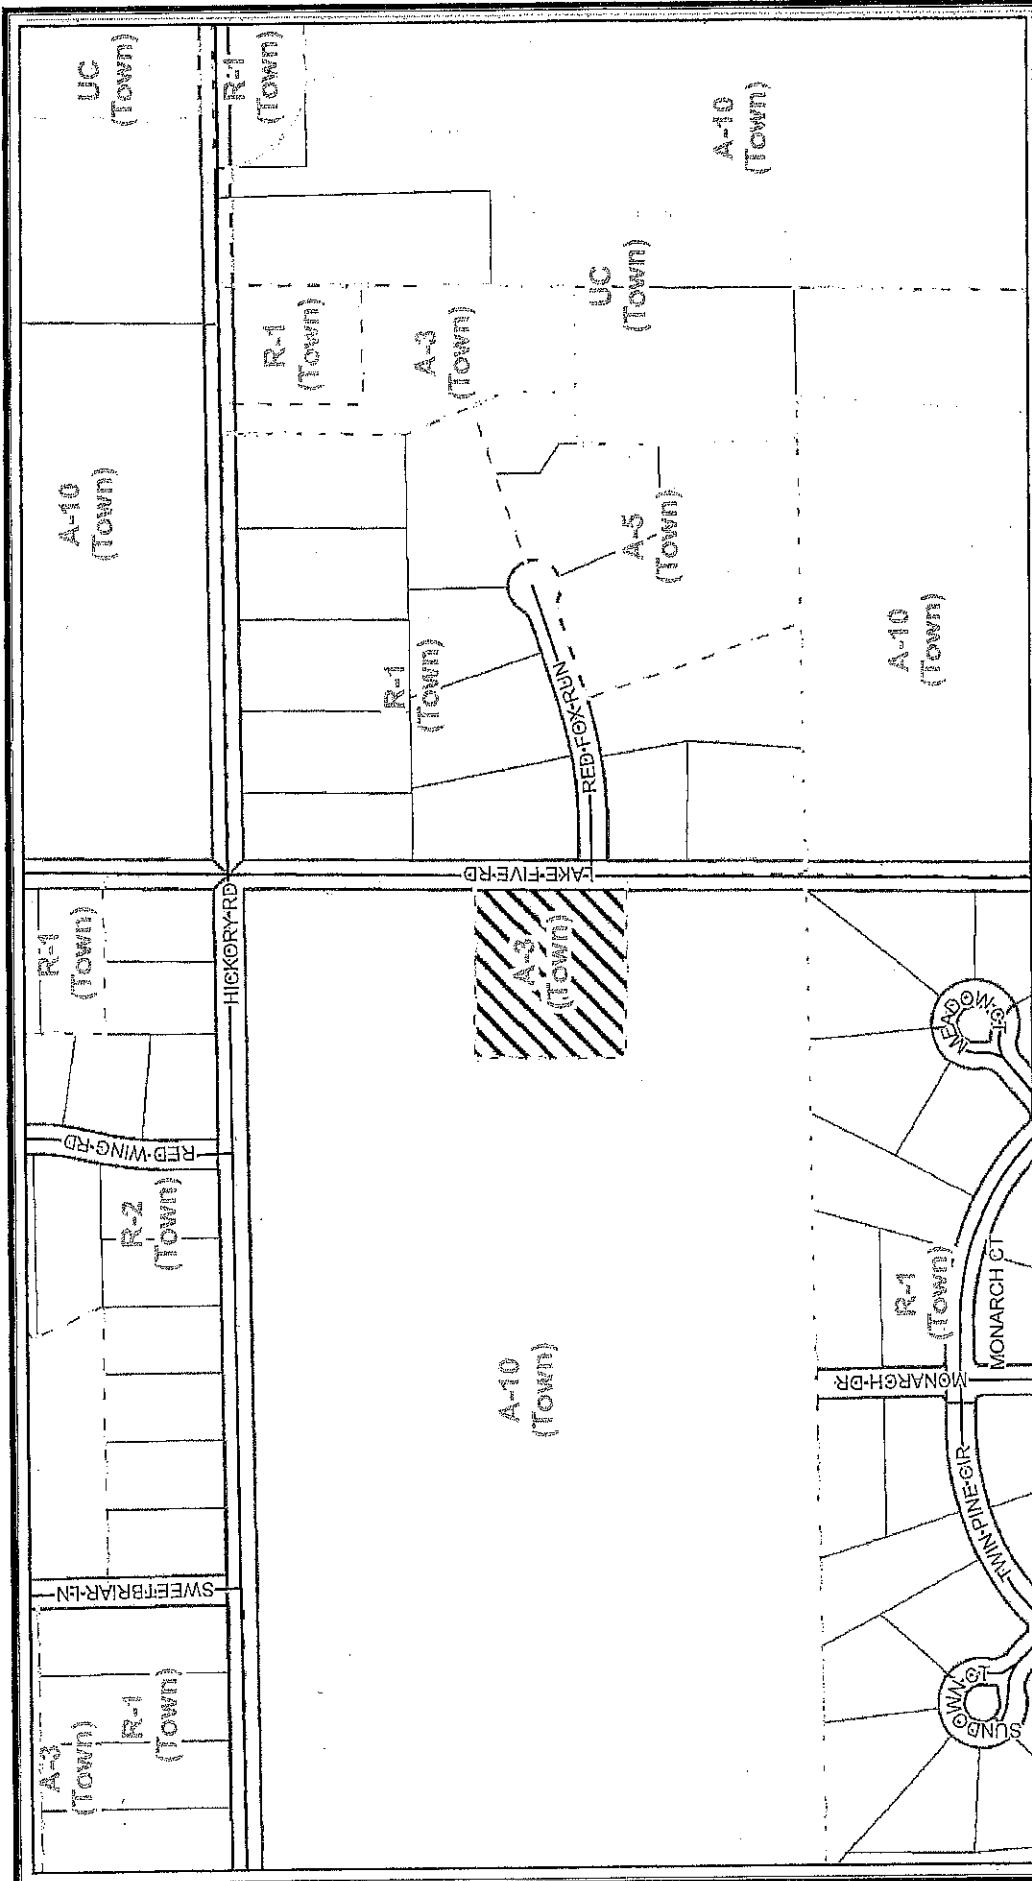 A-3
(Town)
R-1
(Town)
SWEETBRIAR-LN
R-2
(Town)
RED-WING-RD
R-1
(Town)
A-10
(Town)
UC
(Town)
HICKORY-RD
R-1
(Town)
R-1
(Town)
A-3
(Town)
R-1
(Town)
A-10
(Town)
A-3
(Town)
LAKE-FIVE-RD
RED-FOX-RUN
A-5
(Town)
UC
(Town)
A-10
(Town)
A-10
(Town)
MONARCH-DR
R-1
(Town)
SUNDOWN-CT
TWIN-PINE-CIR
MONARCH CT
MEADOW-CT